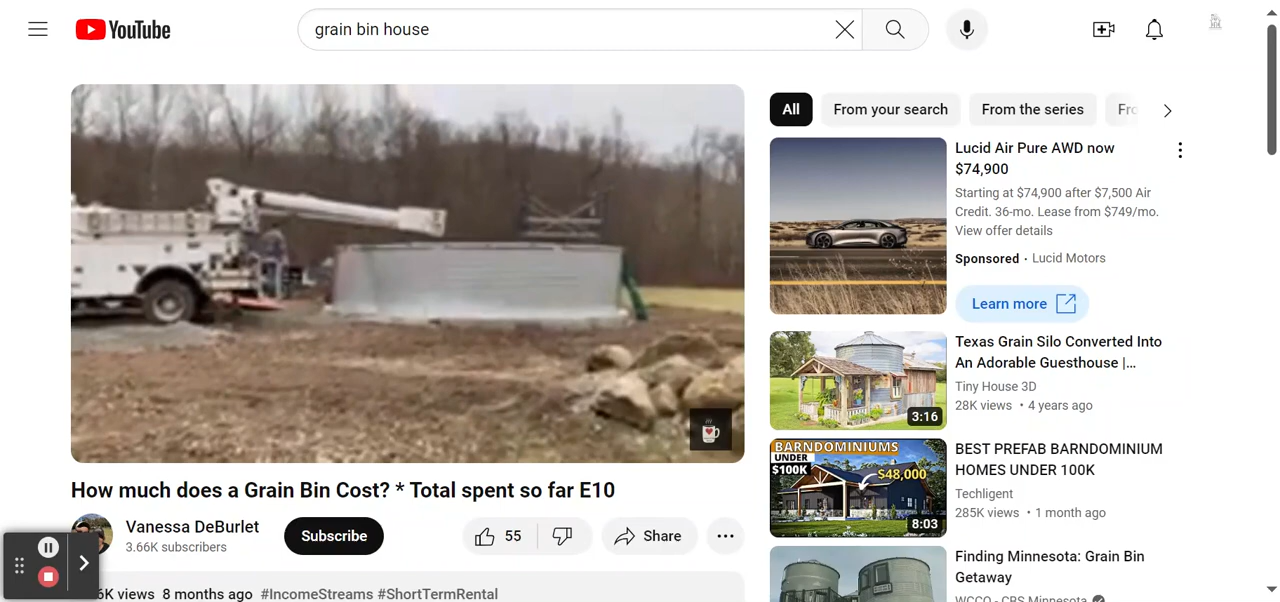 YouTube
grain bin house
All
From your search
From the series
Fro
Lucid Air Pure AWD now
$74,900
Starting at $74,900 after $7,500 Air
Credit. 36-mo. Lease from $749/mo.
View offer details
Sponsored · Lucid Motors
Learn more
Texas Grain Silo Converted Into
An Adorable Guesthouse |...
Tiny House 3D
28K views • 4 years ago
3:16
BARNDOMINIUMS
UNDER
$100K
$48,000
8:03
BEST PREFAB BARNDOMINIUM
HOMES UNDER 100K
Techligent
285K views • 1 month ago
Finding Minnesota: Grain Bin
Getaway
WCCO - CBS Minnesota
How much does a Grain Bin Cost? * Total spent so far E10
Vanessa DeBurlet
3.66K subscribers
Subscribe
55
Share
6K views 8 months ago #IncomeStreams #ShortTermRental